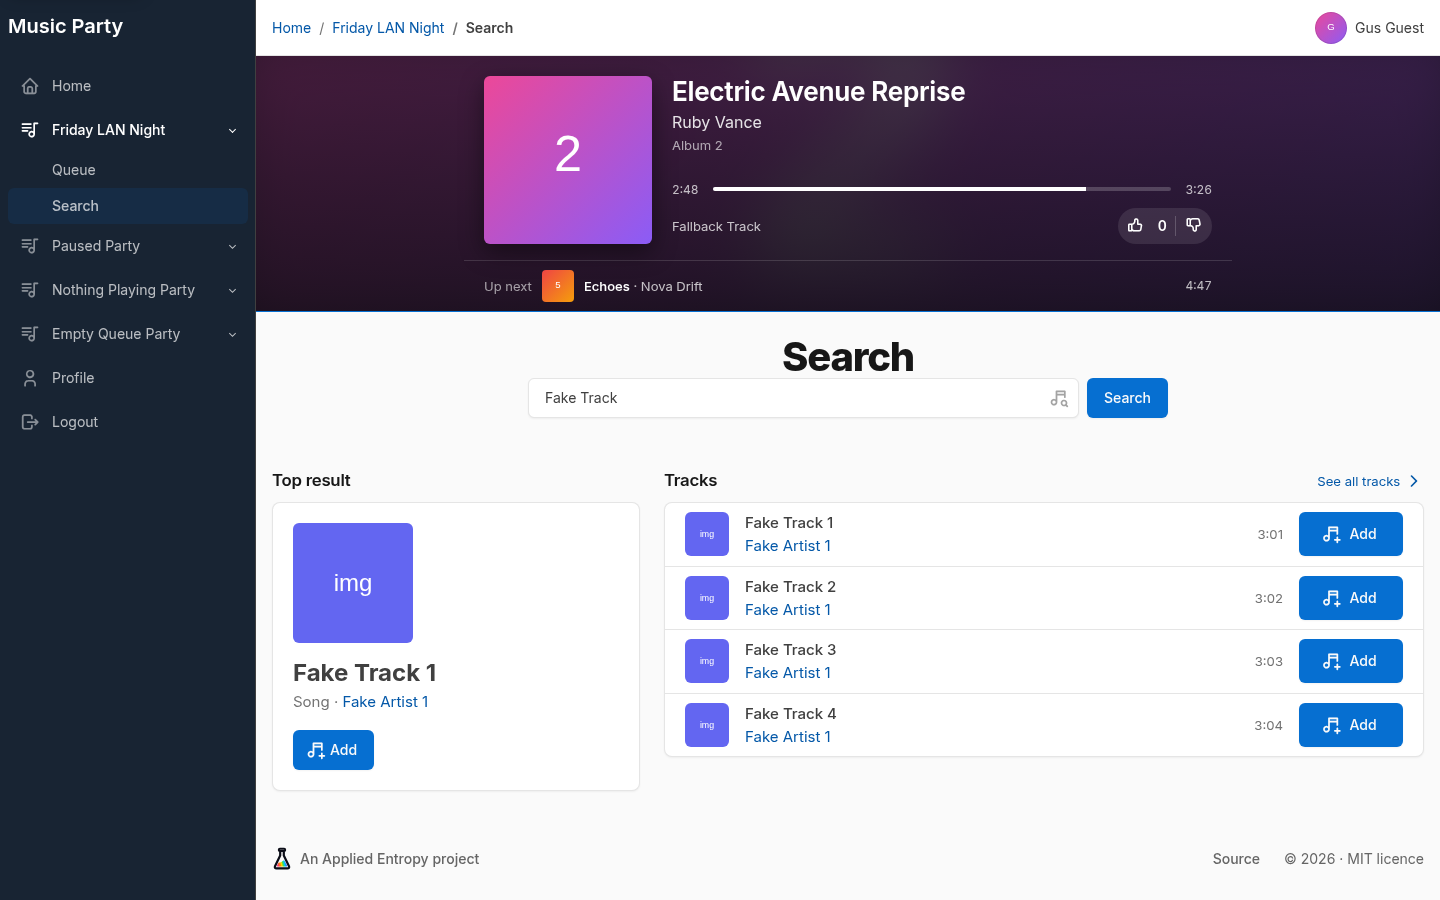 Music Party
Home
Friday LAN Night
Queue
Search
Paused Party
Nothing Playing Party
Empty Queue Party
Profile
Logout
Home / Friday LAN Night / Search
G
Gus Guest
2
Electric Avenue Reprise
Ruby Vance
Album 2
2:48
3:26
Fallback Track
0
Up next
5
Echoes · Nova Drift
4:47
Search
Fake Track
Search
Top result
img
Fake Track 1
Song · Fake Artist 1
Add
Tracks
See all tracks
img
Fake Track 1
Fake Artist 1
3:01
Add
img
Fake Track 2
Fake Artist 1
3:02
Add
img
Fake Track 3
Fake Artist 1
3:03
Add
img
Fake Track 4
Fake Artist 1
3:04
Add
An Applied Entropy project
Source
© 2026 · MIT licence